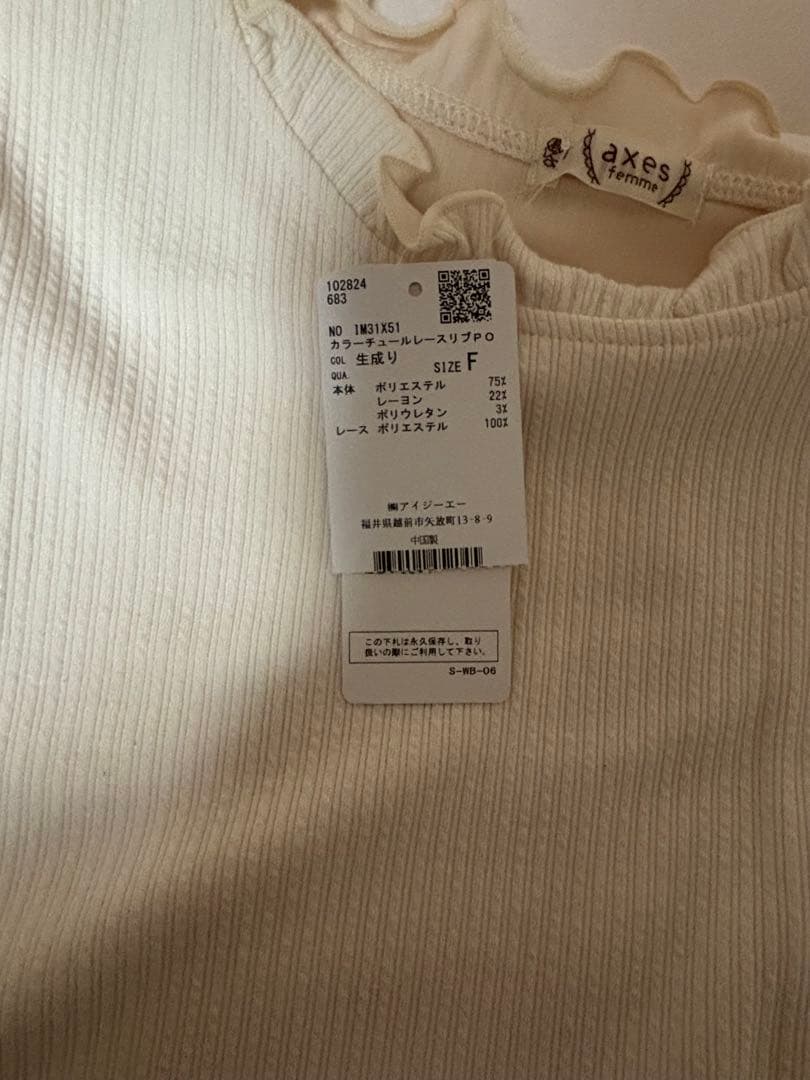 axes
femme
102824
683
NO IM31X51
カラーチュールレースリブPO
COL 生成り
SIZE F
QUA.
本体 ポリエステル 75%
レーヨン 22%
ポリウレタン 3%
レース ポリエステル 100%
㈱アイジーエー
福井県越前市矢放町13-8-9
中国製
この下札は永久保存し、取り
扱いの際にご利用して下さい。
S-WB-06